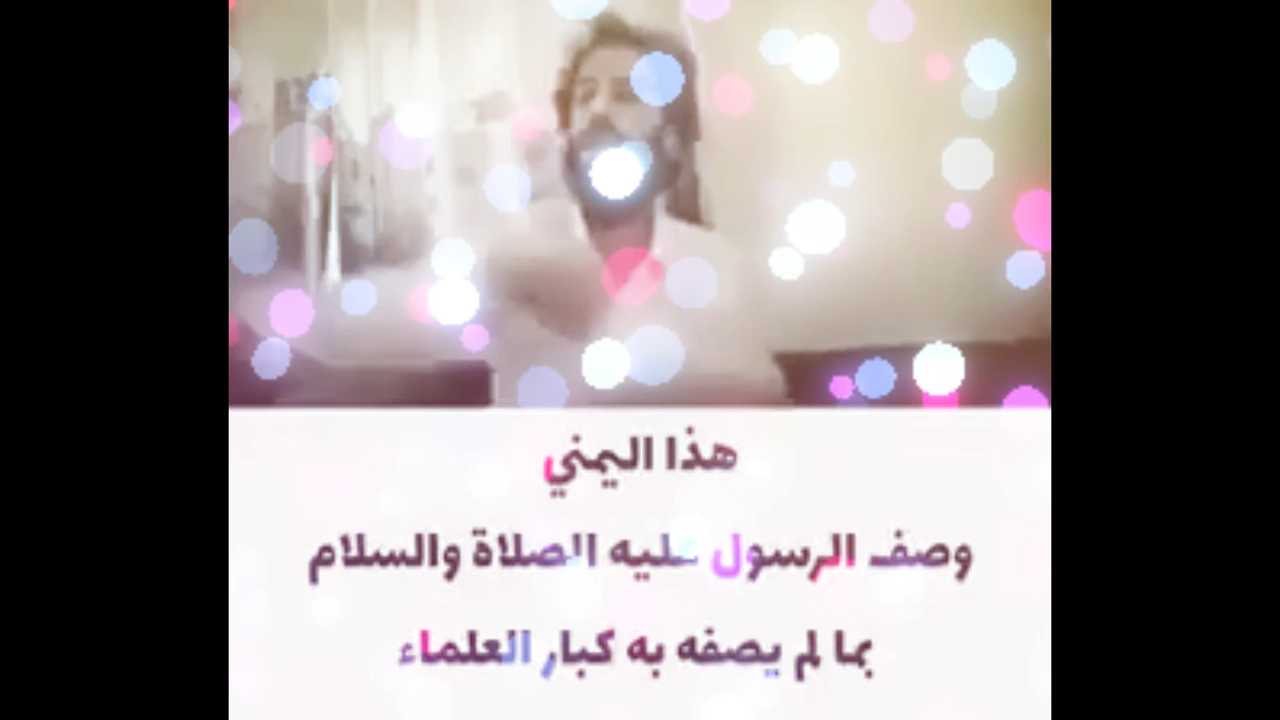 هذا اليمني
وصف الرسول عليه الصلاة والسلام
بما لم يصفه به كبار العلماء